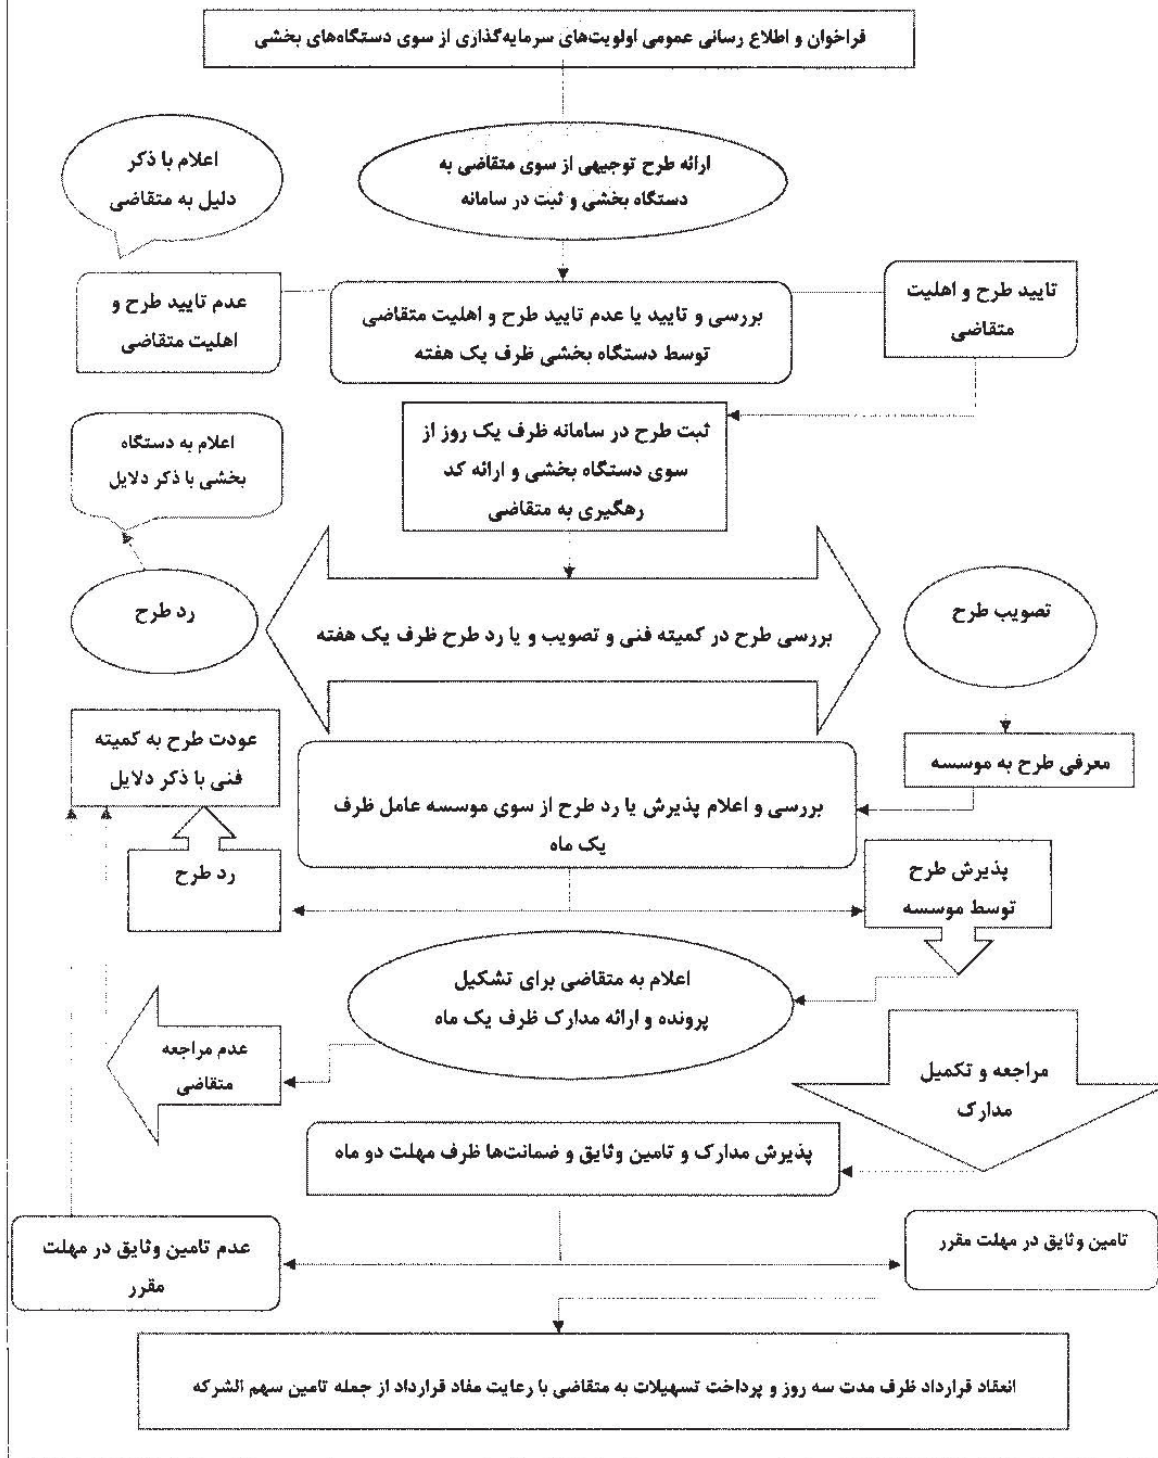 فراخوان و اطلاع رسانی عمومی اولویت‌های سرمایه‌گذاری از سوی دستگاه‌های بخشی
ارائه طرح توجیهی از سوی متقاضی به
دستگاه بخشی و ثبت در سامانه
اعلام با ذکر
دلیل به متقاضی
تایید طرح و اهلیت
متقاضی
بررسی و تایید یا عدم تایید طرح و اهلیت متقاضی
توسط دستگاه بخشی ظرف یک هفته
عدم تایید طرح و
اهلیت متقاضی
ثبت طرح در سامانه ظرف یک روز از
سوی دستگاه بخشی و ارائه کد
رهگیری به متقاضی
اعلام به دستگاه
بخشی با ذکر دلایل
تصویب طرح
بررسی طرح در کمیته فنی و تصویب و یا رد طرح ظرف یک هفته
رد طرح
معرفی طرح به موسسه
عودت طرح به کمیته
فنی با ذکر دلایل
بررسی و اعلام پذیرش یا رد طرح از سوی موسسه عامل ظرف
یک ماه
پذیرش طرح
توسط موسسه
رد طرح
اعلام به متقاضی برای تشکیل
پرونده و ارائه مدارک ظرف یک ماه
مراجعه و تکمیل
مدارک
عدم مراجعه
متقاضی
پذیرش مدارک و تامین وثایق و ضمانت‌ها ظرف مهلت دو ماه
تامین وثایق در مهلت مقرر
عدم تامین وثایق در مهلت
مقرر
انعقاد قرارداد ظرف مدت سه روز و پرداخت تسهیلات به متقاضی با رعایت مفاد قرارداد از جمله تامین سهم الشرکه